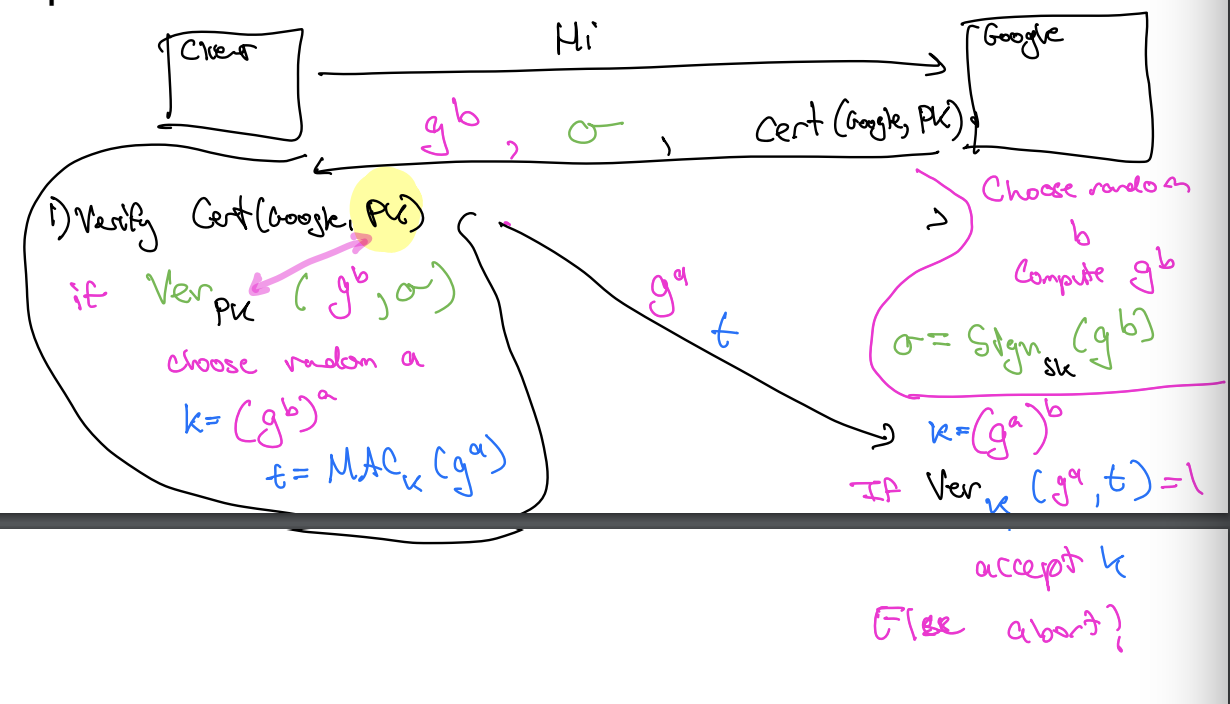 Client
Hi
Google
g^b, σ, Cert(Google, PK)
Choose random
b
Compute g^b
σ = Sign_SK (g^b)
1) Verify Cert(Google, PK)
if Ver_PK (g^b, σ)
choose random a
k = (g^b)^a
t = MAC_K (g^a)
g^a
t
k = (g^a)^b
If Ver_K (g^a, t) = 1
accept k
Else abort!